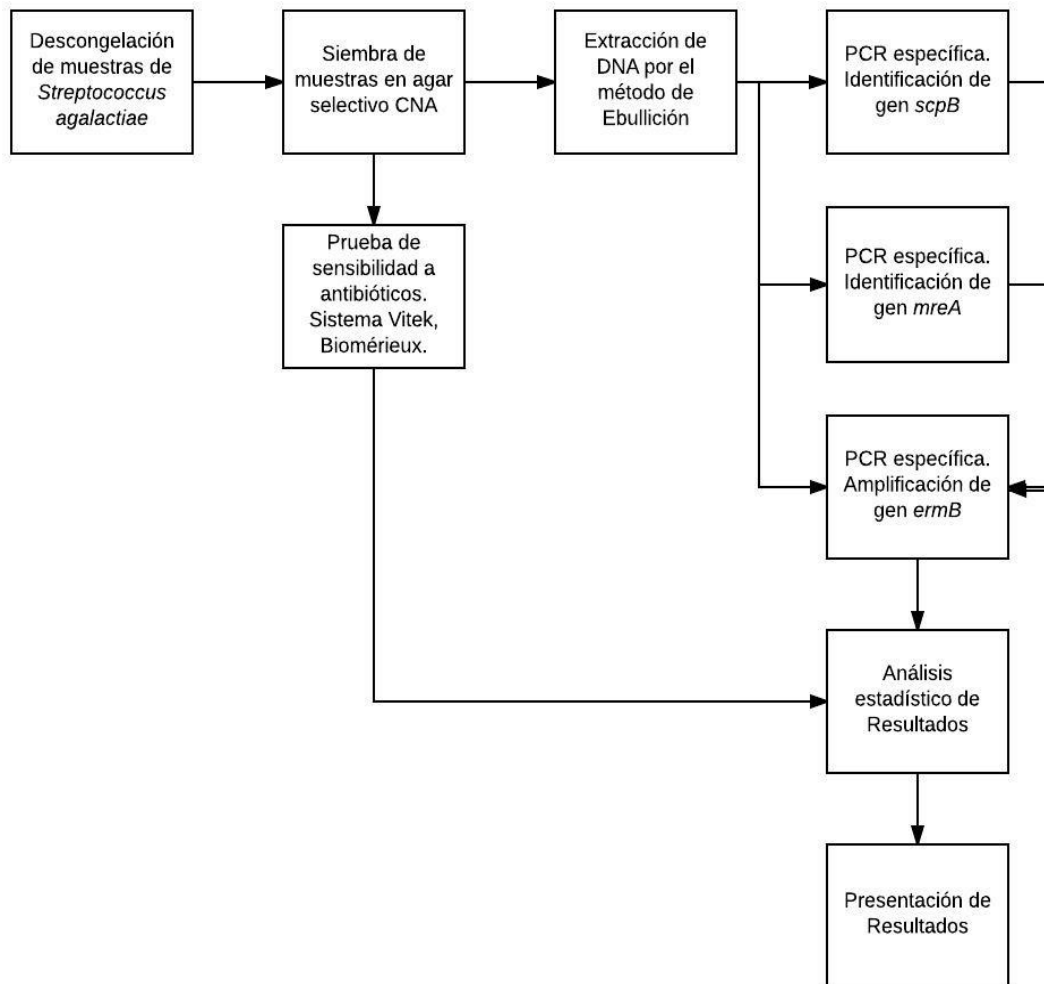 Descongelación
de muestras de
Streptococcus
agalactiae
Siembra de
muestras en agar
selectivo CNA
Extracción de
DNA por el
método de
Ebullición
PCR específica.
Identificación de
gen scpB
Prueba de
sensibilidad a
antibióticos.
Sistema Vitek,
Biomérieux.
PCR específica.
Identificación de
gen mreA
PCR específica.
Amplificación de
gen ermB
Análisis
estadístico de
Resultados
Presentación de
Resultados